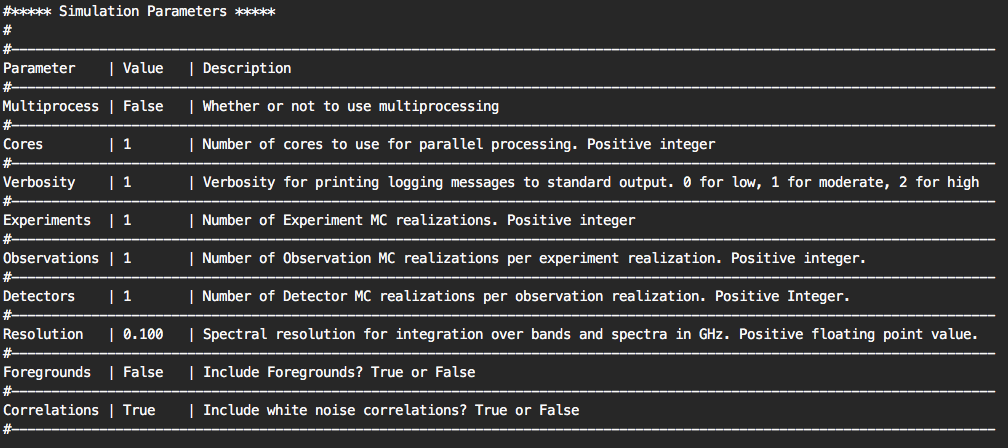 #***** Simulation Parameters *****
#
#————————————————————————————————————————————————————————————
Parameter    | Value   | Description
#————————————————————————————————————————————————————————————
Multiprocess | False   | Whether or not to use multiprocessing
#————————————————————————————————————————————————————————————
Cores        | 1       | Number of cores to use for parallel processing. Positive integer
#————————————————————————————————————————————————————————————
Verbosity    | 1       | Verbosity for printing logging messages to standard output. 0 for low, 1 for moderate, 2 for high
#————————————————————————————————————————————————————————————
Experiments  | 1       | Number of Experiment MC realizations. Positive integer
#————————————————————————————————————————————————————————————
Observations | 1       | Number of Observation MC realizations per experiment realization. Positive integer.
#————————————————————————————————————————————————————————————
Detectors    | 1       | Number of Detector MC realizations per observation realization. Positive Integer.
#————————————————————————————————————————————————————————————
Resolution   | 0.100   | Spectral resolution for integration over bands and spectra in GHz. Positive floating point value.
#————————————————————————————————————————————————————————————
Foregrounds  | False   | Include Foregrounds? True or False
#————————————————————————————————————————————————————————————
Correlations | True    | Include white noise correlations? True or False
#————————————————————————————————————————————————————————————